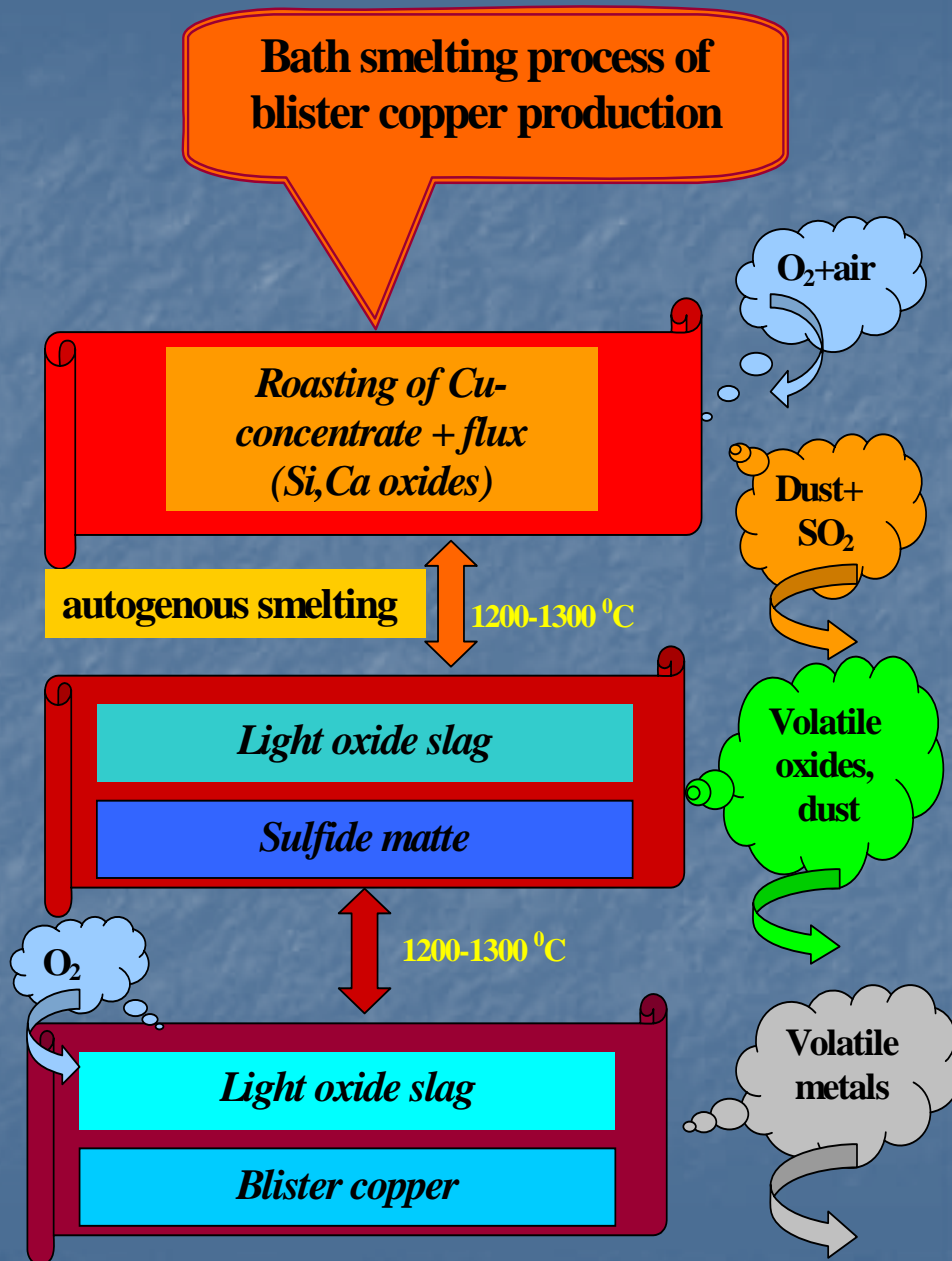 Bath smelting process of
blister copper production
O₂+air
Roasting of Cu-
concentrate + flux
(Si,Ca oxides)
Dust+
SO₂
autogenous smelting
1200-1300 ⁰C
Light oxide slag
Sulfide matte
Volatile
oxides,
dust
1200-1300 ⁰C
O₂
Light oxide slag
Blister copper
Volatile
metals